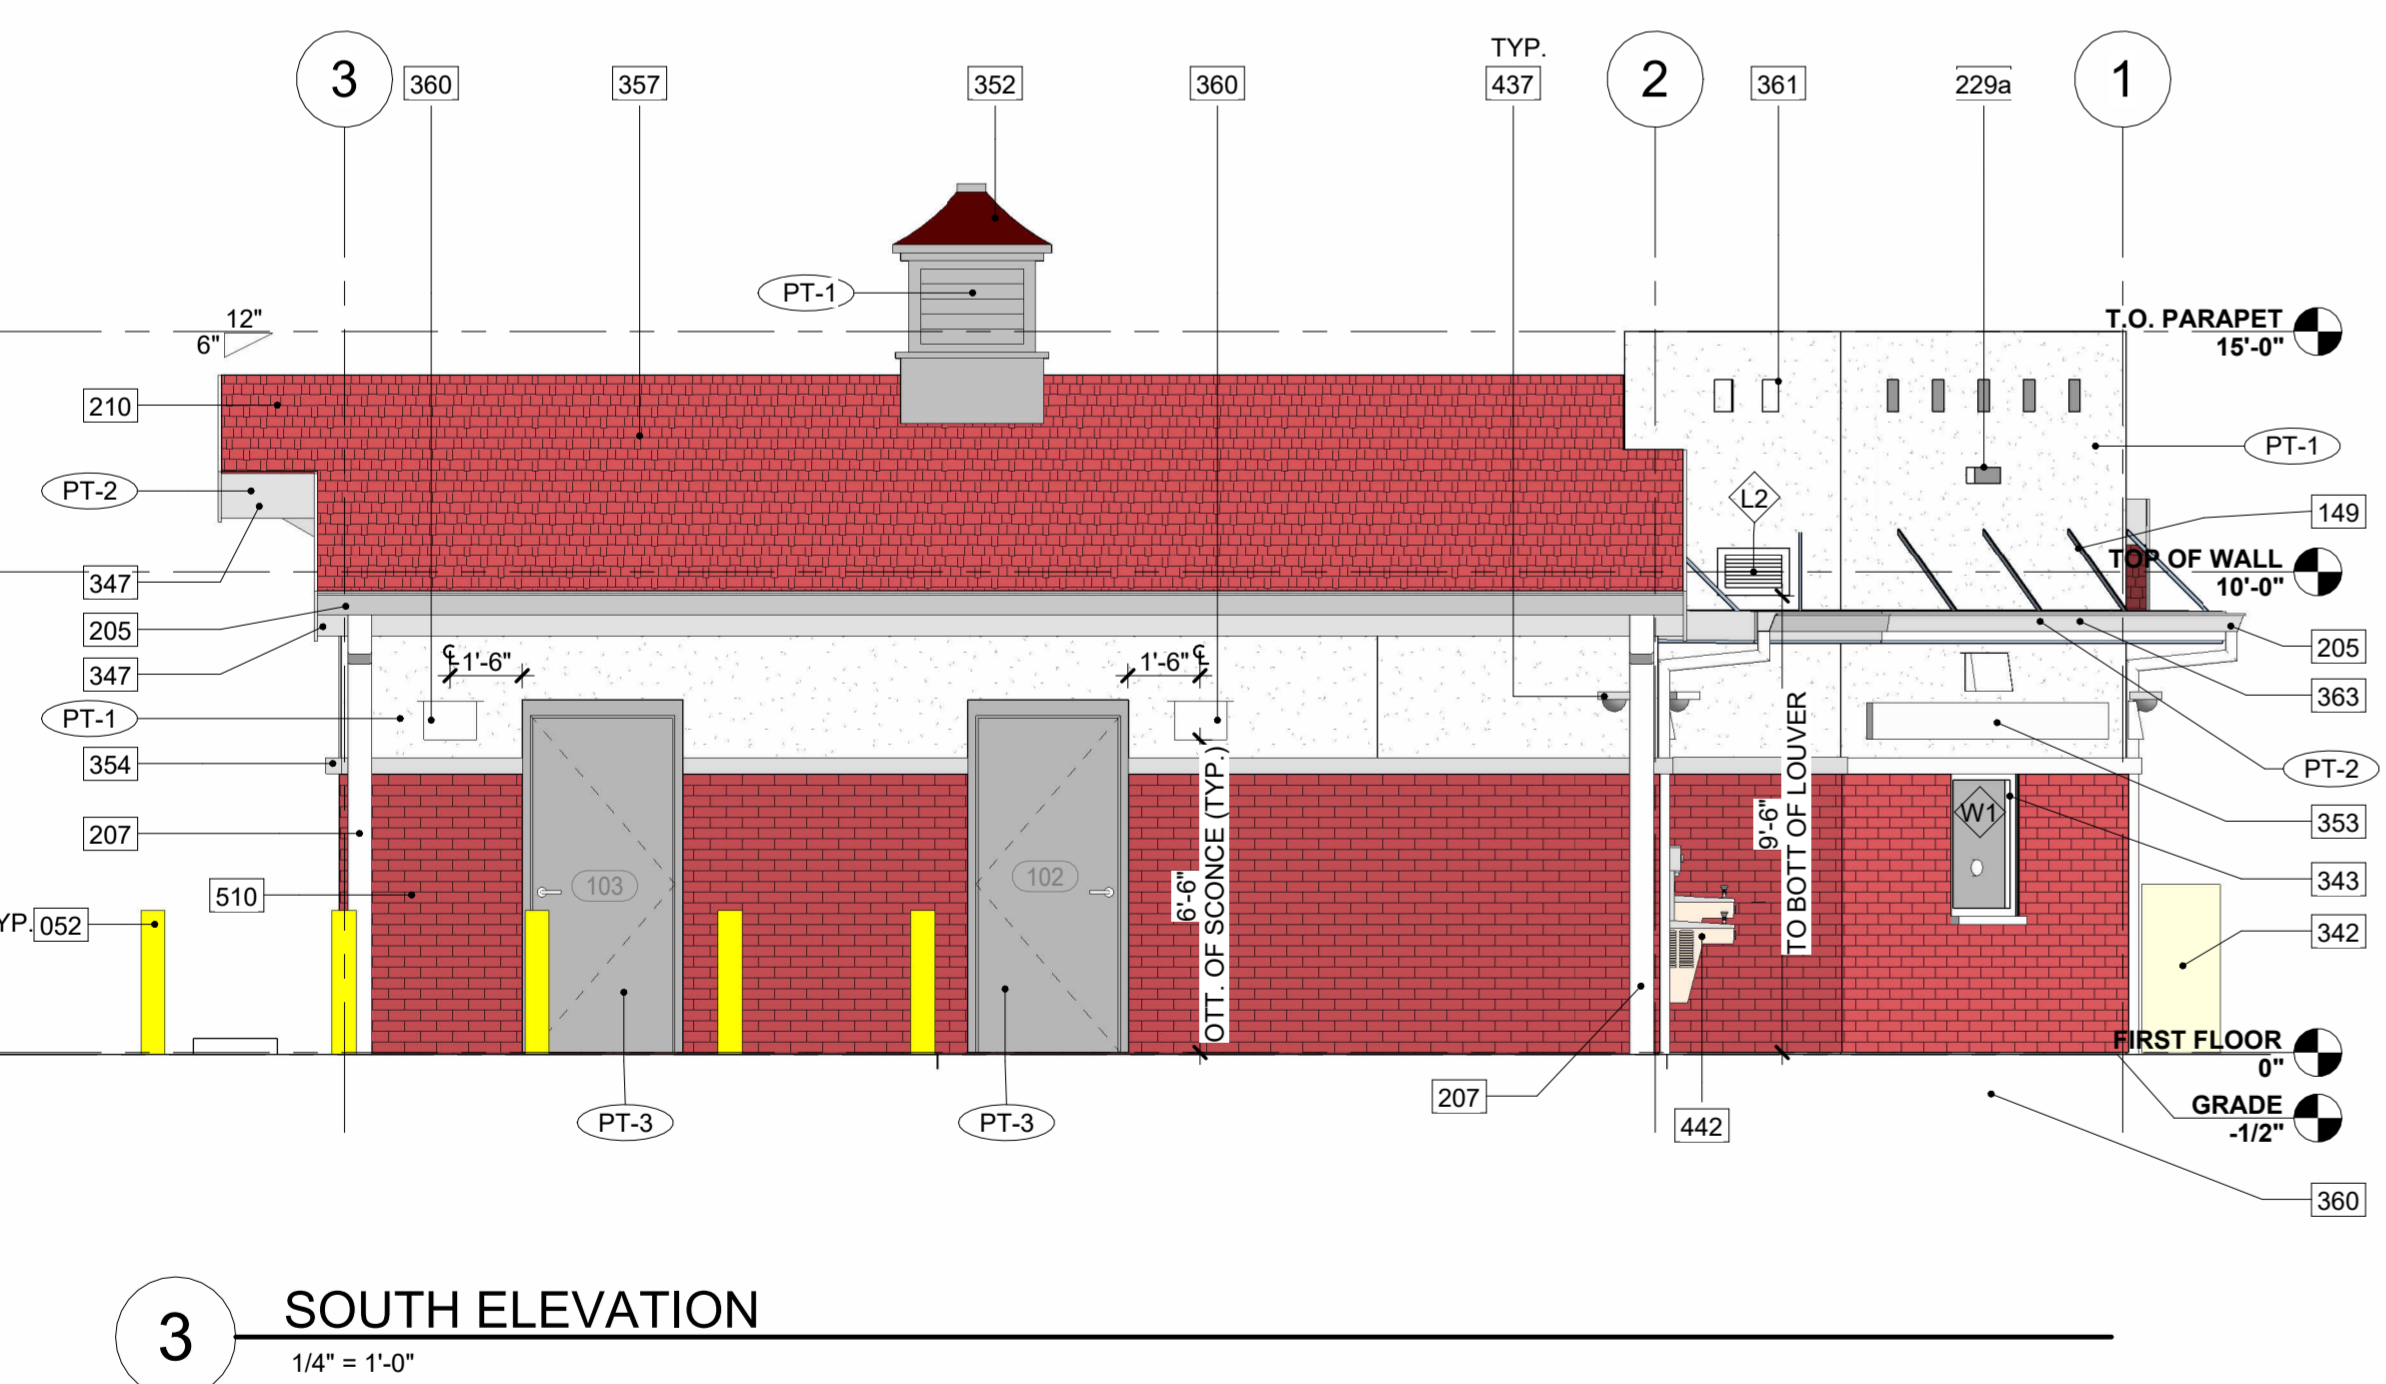 TYP.
3
360
357
352
360
437
2
361
229a
1
PT-1
12"
6"
T.O. PARAPET
15'-0"
210
PT-1
PT-2
L2
149
347
TOP OF WALL
10'-0"
205
347
1'-6"
1'-6"
205
363
PT-1
354
PT-2
207
W1
353
103
102
343
510
YP. 052
342
6'-6"
OTT. OF SCONCE (TYP.)
9'-6"
TO BOTT OF LOUVER
FIRST FLOOR
0"
207
GRADE
-1/2"
PT-3
PT-3
442
360
3
SOUTH ELEVATION
1/4" = 1'-0"